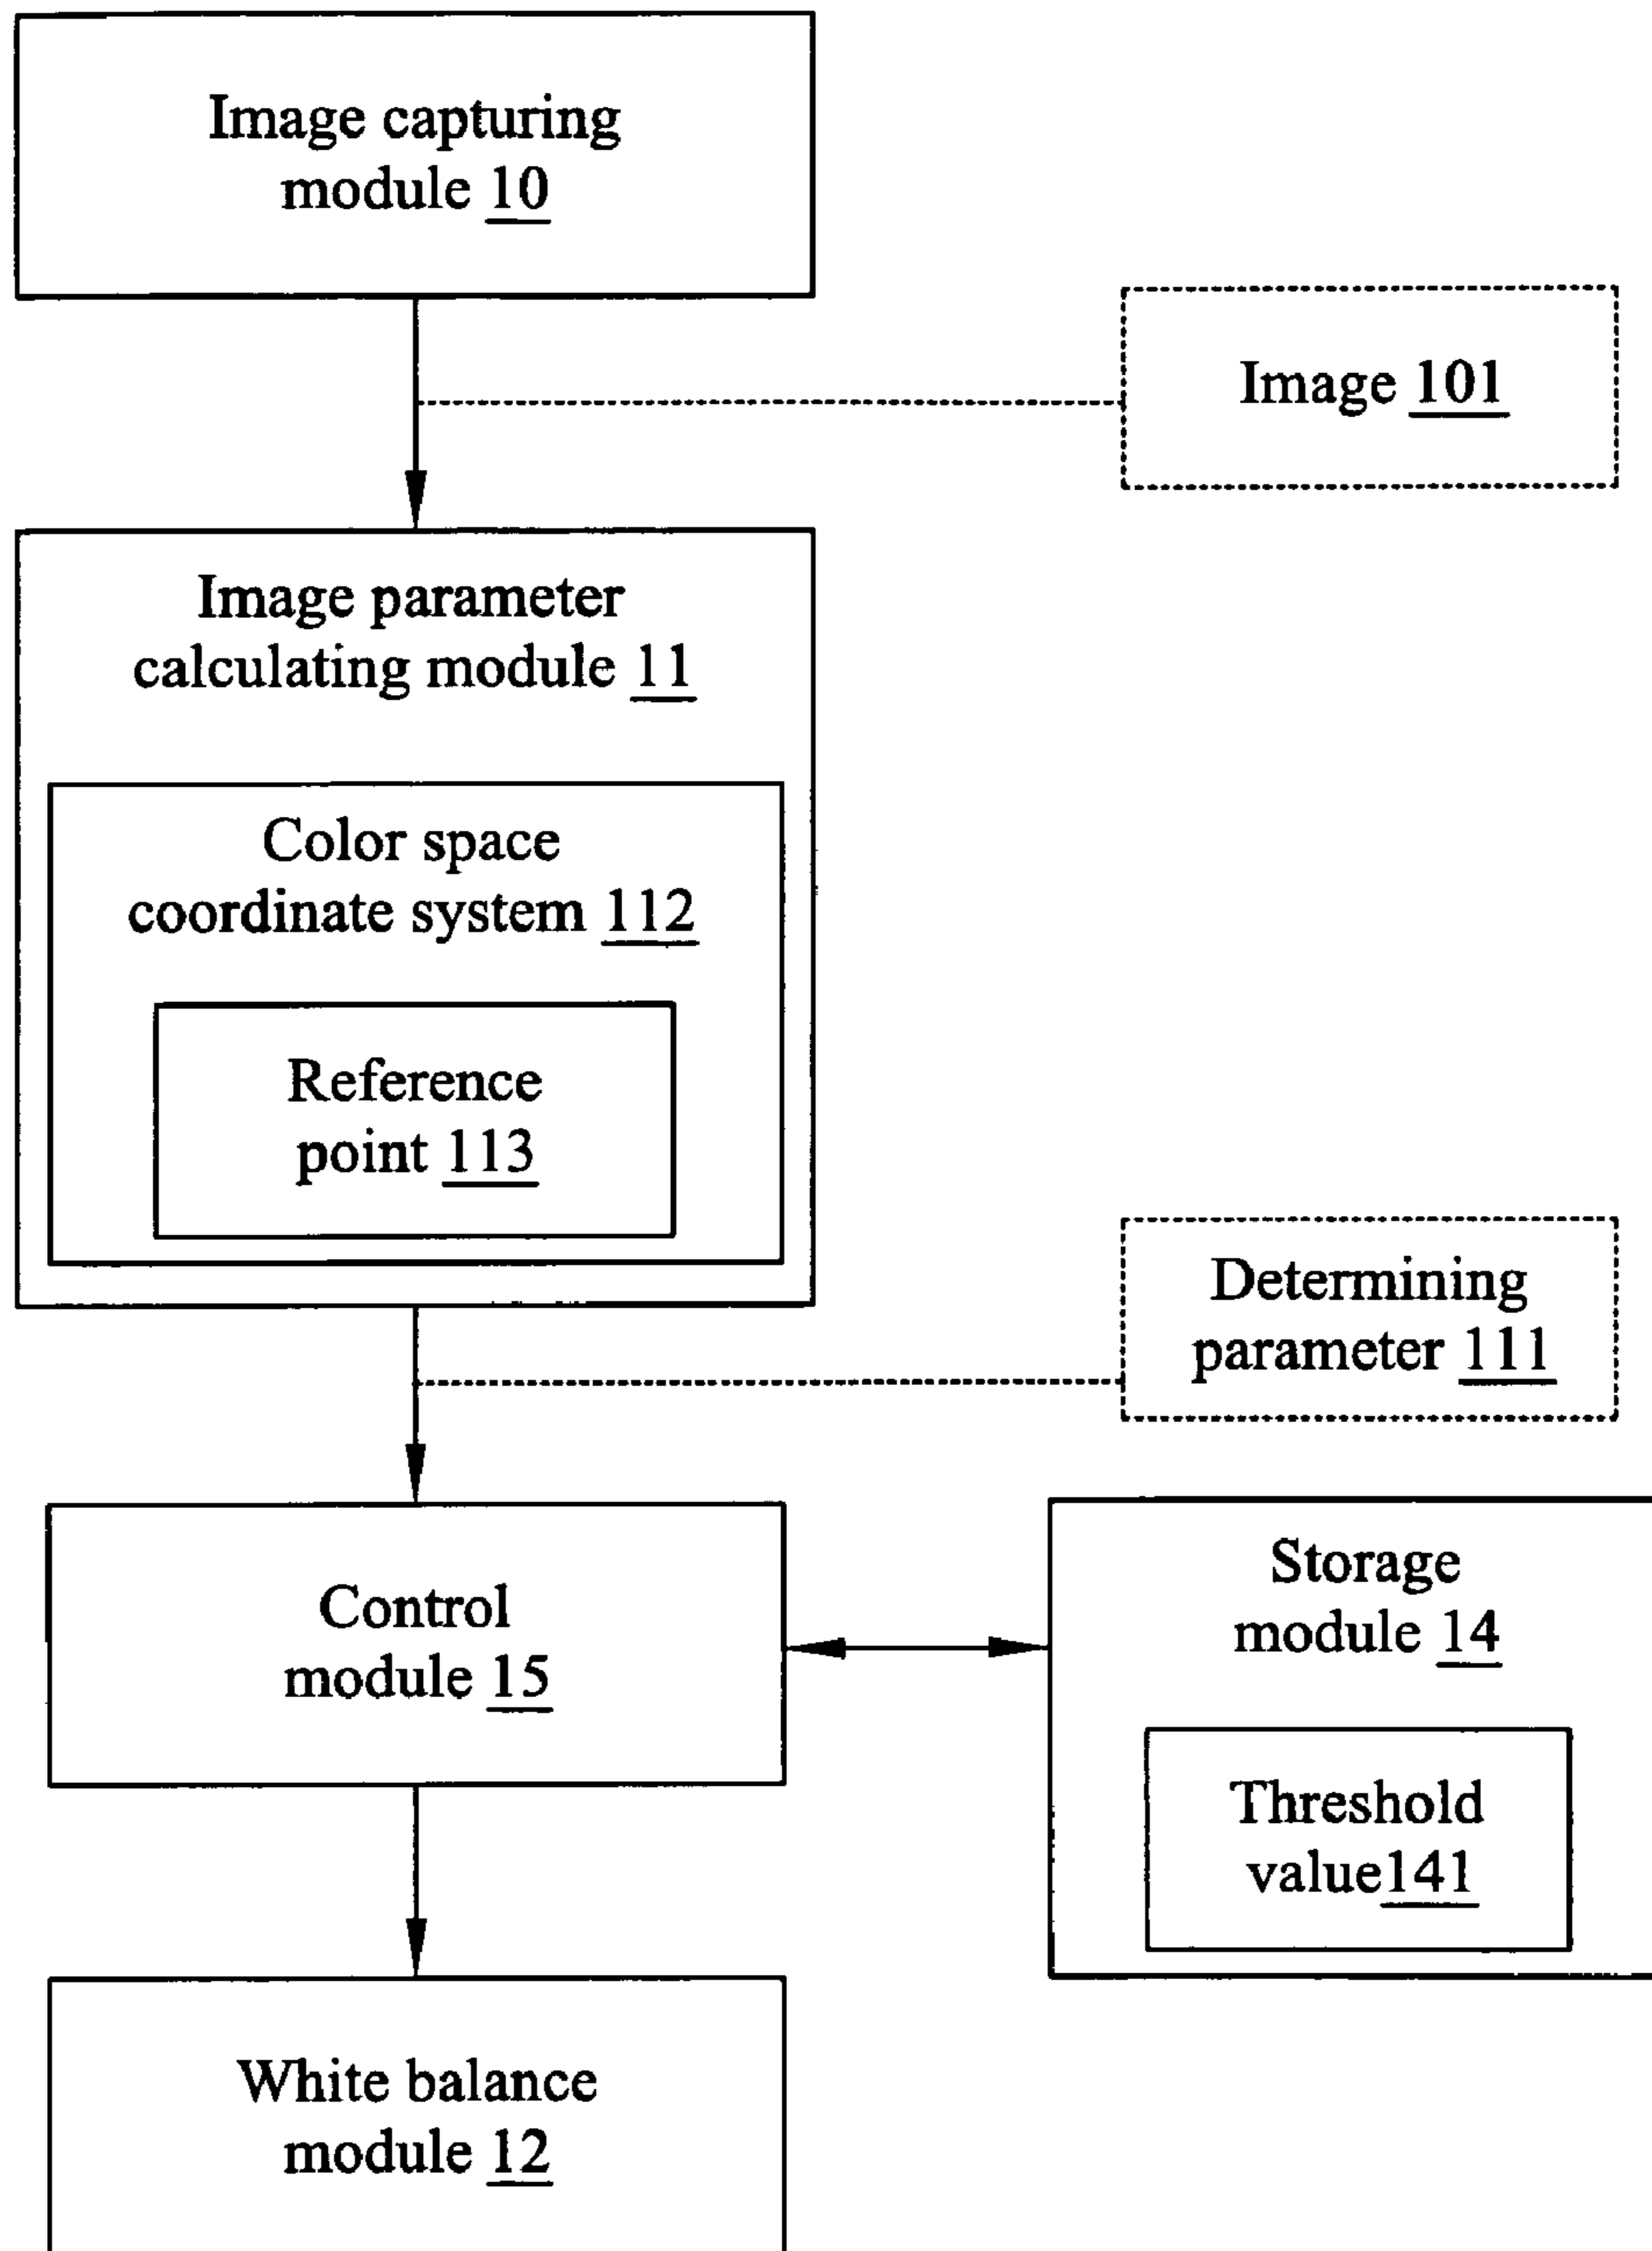 Image capturing
module 10
Image 101
Image parameter
calculating module 11
Color space
coordinate system 112
Reference
point 113
Determining
parameter 111
Control
module 15
Storage
module 14
Threshold
value141
White balance
module 12